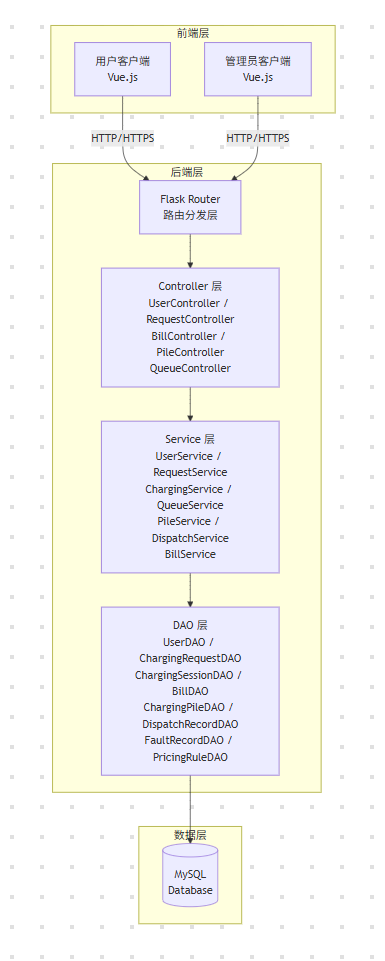 前端层
用户客户端
Vue.js
管理员客户端
Vue.js
HTTP/HTTPS
HTTP/HTTPS
后端层
Flask Router
路由分发层
Controller 层
UserController /
RequestController
BillController /
PileController
QueueController
Service 层
UserService /
RequestService
ChargingService /
QueueService
PileService /
DispatchService
BillService
DAO 层
UserDAO /
ChargingRequestDAO
ChargingSessionDAO /
BillDAO
ChargingPileDAO /
DispatchRecordDAO
FaultRecordDAO /
PricingRuleDAO
数据层
MySQL
Database